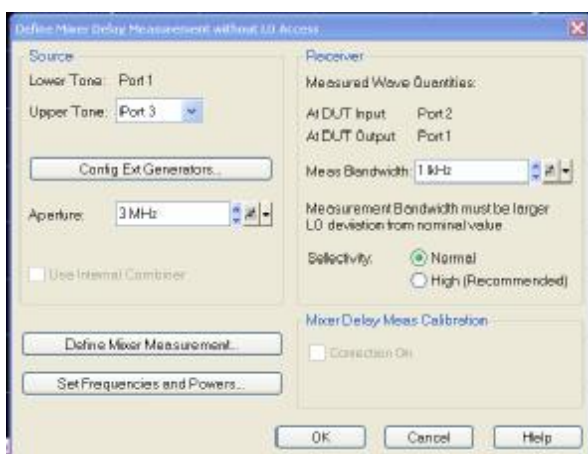 Define Mixer Delay Measurement without LO Access
Source
Lower Tone: Port 1
Upper Tone: Port 3
Config Ext Generators...
Aperture: 3 MHz
Use Internal Combiner
Define Mixer Measurement...
Set Frequencies and Powers...
Receiver
Measured Wave Quantities:
At DUT Input Port 2
At DUT Output Port 1
Meas Bandwidth: 1 kHz
Measurement Bandwidth must be larger
LO deviation from nominal value
Selectivity: Normal
High (Recommended)
Mixer Delay Meas Calibration
Correction On
OK Cancel Help